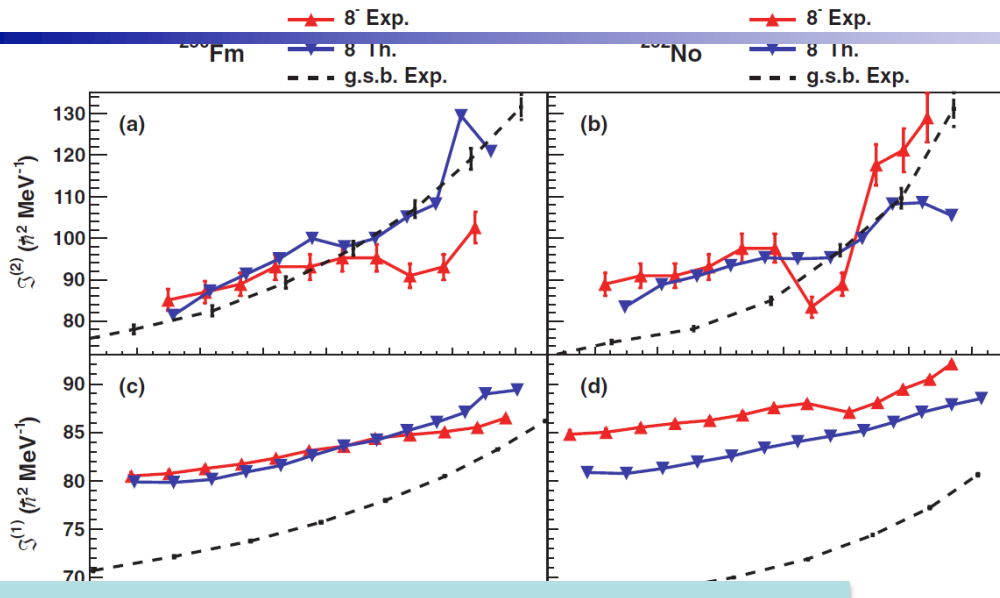 8⁻ Exp.
8⁻ Exp.
Fm
8 Th.
No
8 Th.
g.s.b. Exp.
g.s.b. Exp.
130
120
110
100
90
80
ℑ⁽²⁾ (ℏ² MeV⁻¹)
(a)
(b)
90
85
80
75
70
ℑ⁽¹⁾ (ℏ² MeV⁻¹)
(c)
(d)